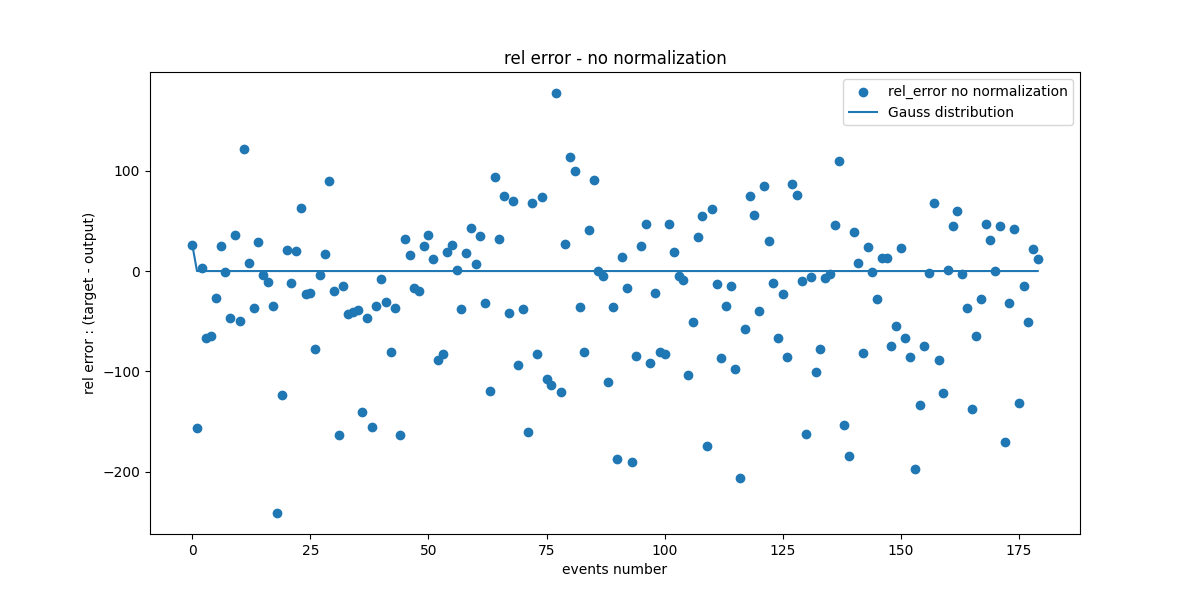 rel error - no normalization
rel_error no normalization
Gauss distribution
rel error : (target - output)
100
0
−100
−200
0 25 50 75 100 125 150 175
events number